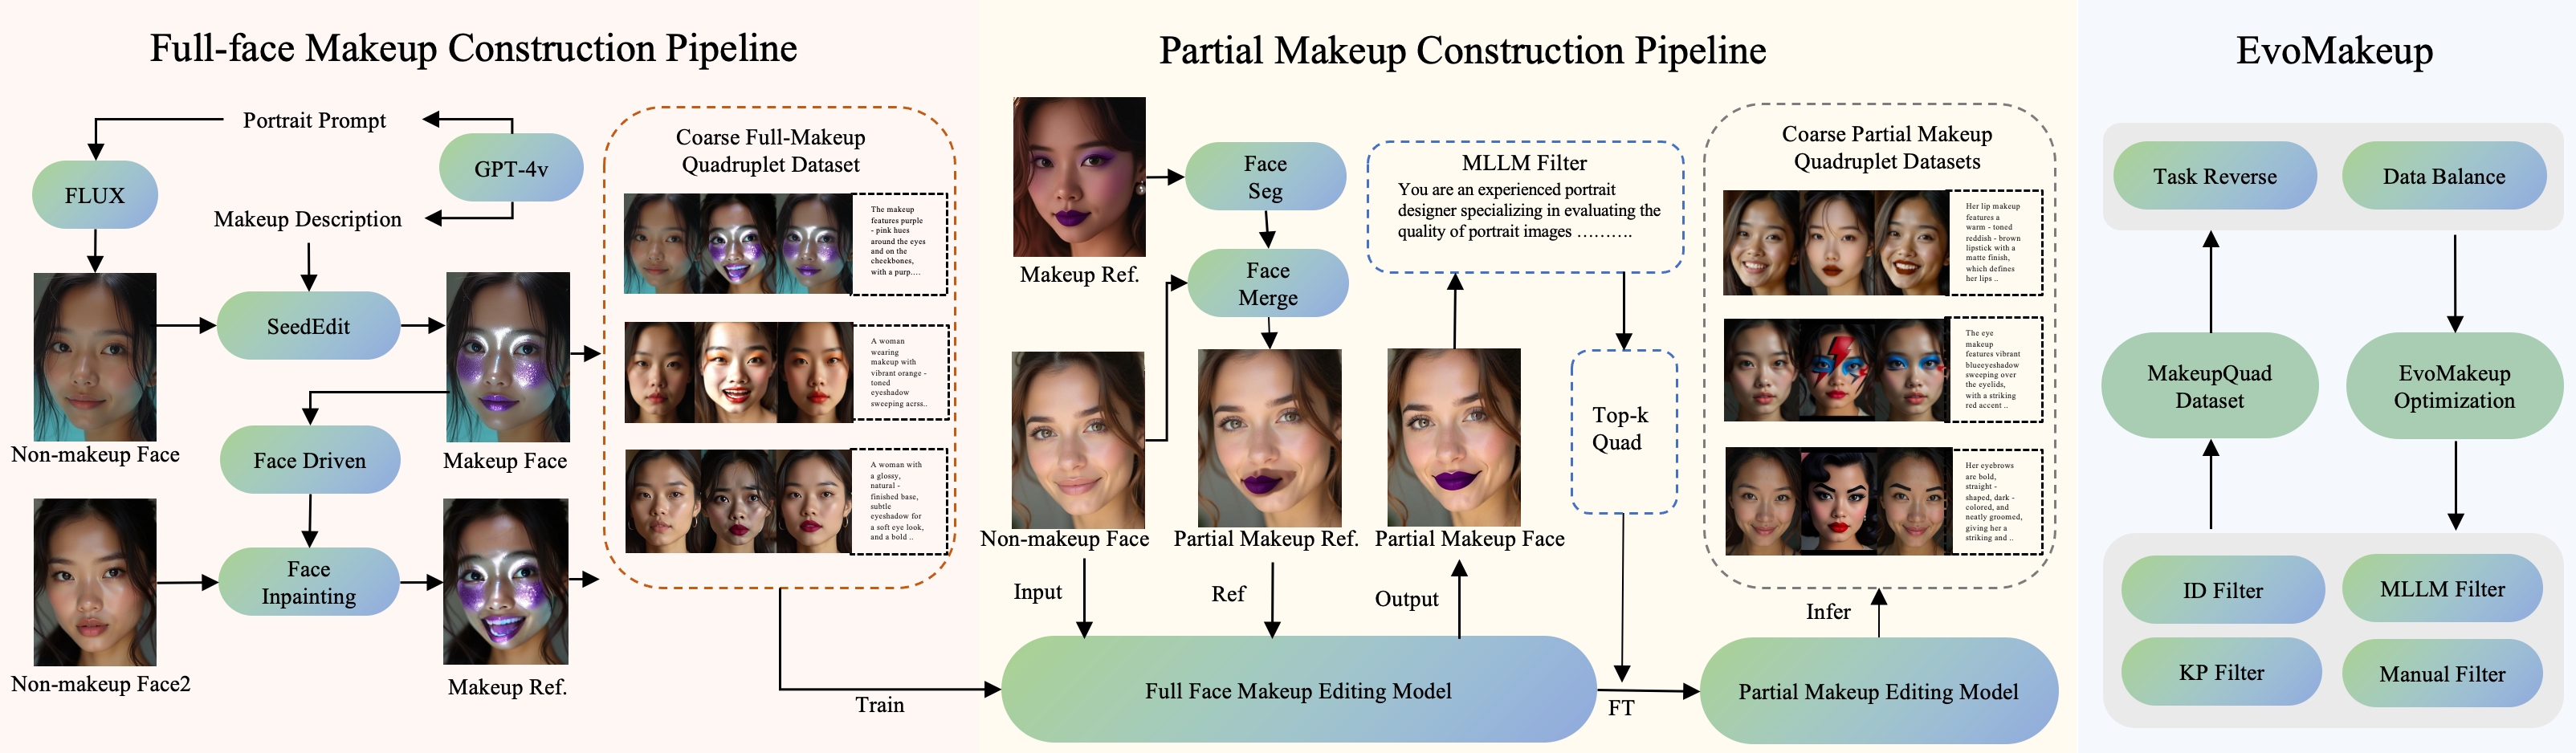 Full-face Makeup Construction Pipeline
Portrait Prompt
GPT-4v
FLUX
Makeup Description
SeedEdit
Non-makeup Face
Makeup Face
Face Driven
Face
Inpainting
Non-makeup Face2
Makeup Ref.
Coarse Full-Makeup
Quadruplet Dataset
The makeup
features purple
- pink hues
around the eyes
and on the
cheekbones,
with a purp....
A woman
wearing
makeup with
vibrant orange -
toned
eyeshadow
sweeping acrss..
A woman with
a glossy,
natural -
finished base,
subtle
eyeshadow for
a soft eye look,
and a bold ..
Train
Partial Makeup Construction Pipeline
Makeup Ref.
Face
Seg
Face
Merge
MLLM Filter
You are an experienced portrait
designer specializing in evaluating the
quality of portrait images ……….
Top-k
Quad
Non-makeup Face
Partial Makeup Ref.
Partial Makeup Face
Input
Ref
Output
Full Face Makeup Editing Model
FT
Coarse Partial Makeup
Quadruplet Datasets
Her lip makeup
features a
warm - toned
reddish - brown
lipstick with a
matte finish,
which defines
her lips ..
The eye
makeup
features vibrant
blueeyeshadow
sweeping over
the eyelids,
with a striking
red accent ..
Her eyebrows
are bold,
straight -
shaped, dark -
colored, and
neatly groomed,
giving her a
striking and ..
Infer
Partial Makeup Editing Model
EvoMakeup
Task Reverse
Data Balance
MakeupQuad
Dataset
EvoMakeup
Optimization
ID Filter
MLLM Filter
KP Filter
Manual Filter